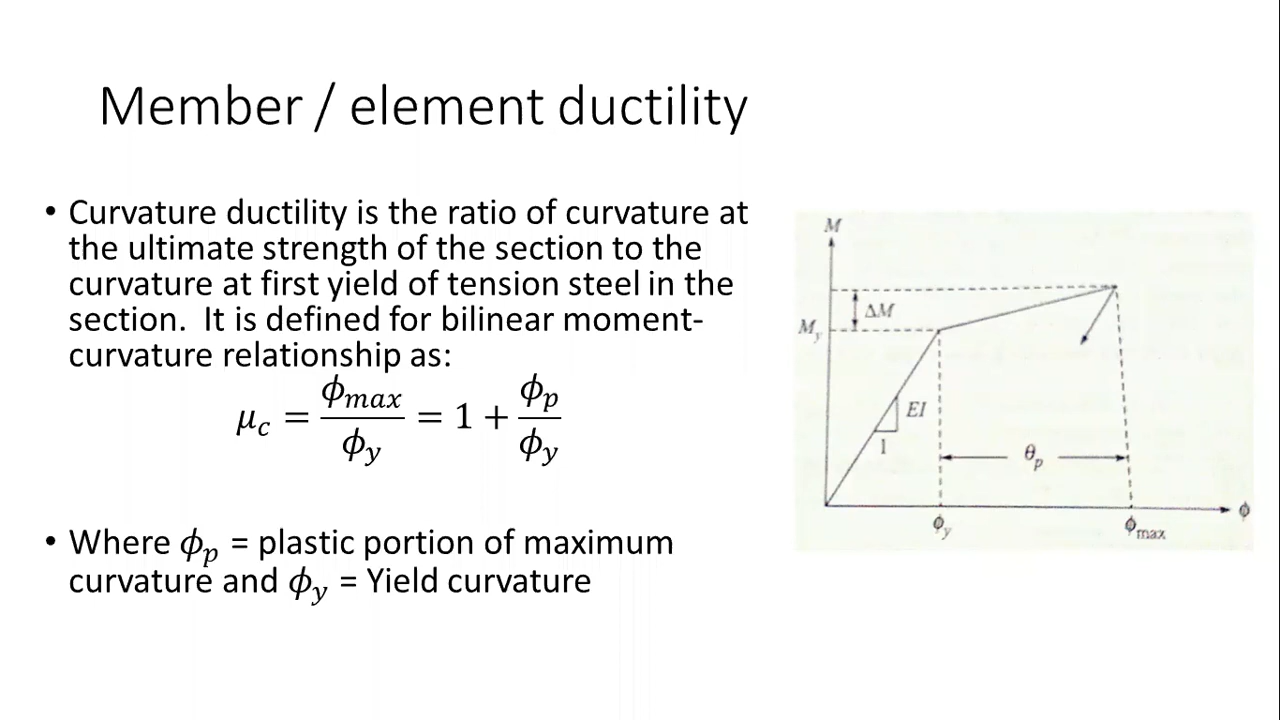 Member / element ductility
• Curvature ductility is the ratio of curvature at
the ultimate strength of the section to the
curvature at first yield of tension steel in the
section.  It is defined for bilinear moment-
curvature relationship as:
μ_c = ϕ_max / ϕ_y = 1 + ϕ_p / ϕ_y
• Where ϕ_p = plastic portion of maximum
curvature and ϕ_y = Yield curvature
M
ΔM
M_y
EI
1
θ_p
ϕ
ϕ_y
ϕ_max